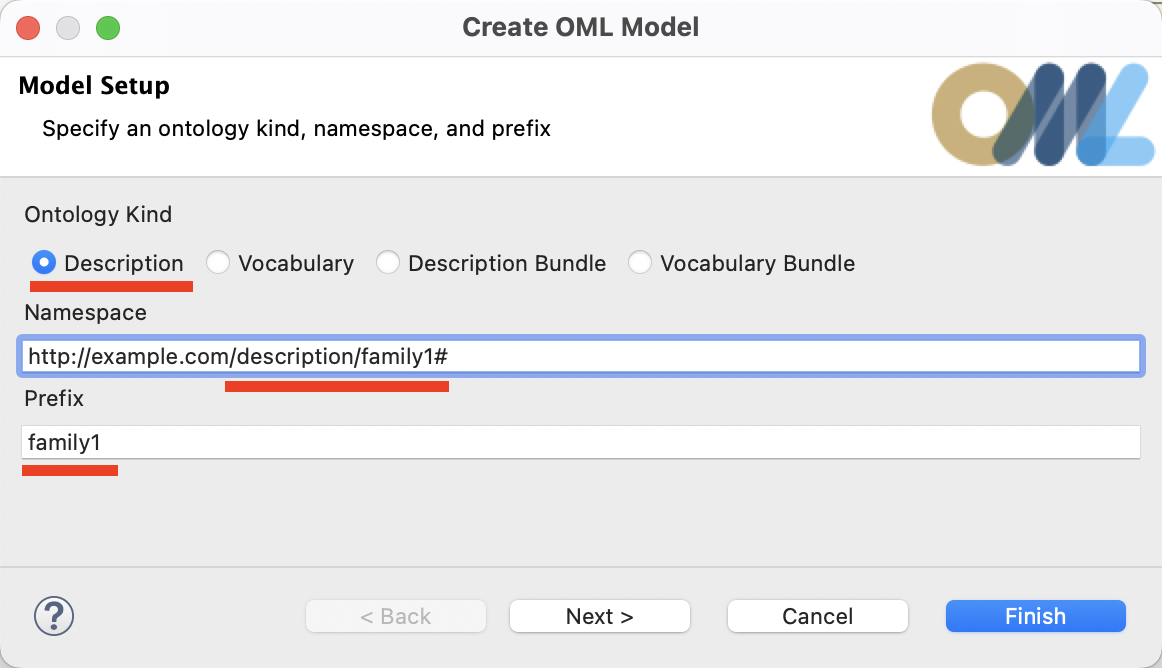 Create OML Model
Model Setup
Specify an ontology kind, namespace, and prefix
OML
Ontology Kind
Description Vocabulary Description Bundle Vocabulary Bundle
Namespace
http://example.com/description/family1#
Prefix
family1
? < Back Next > Cancel Finish